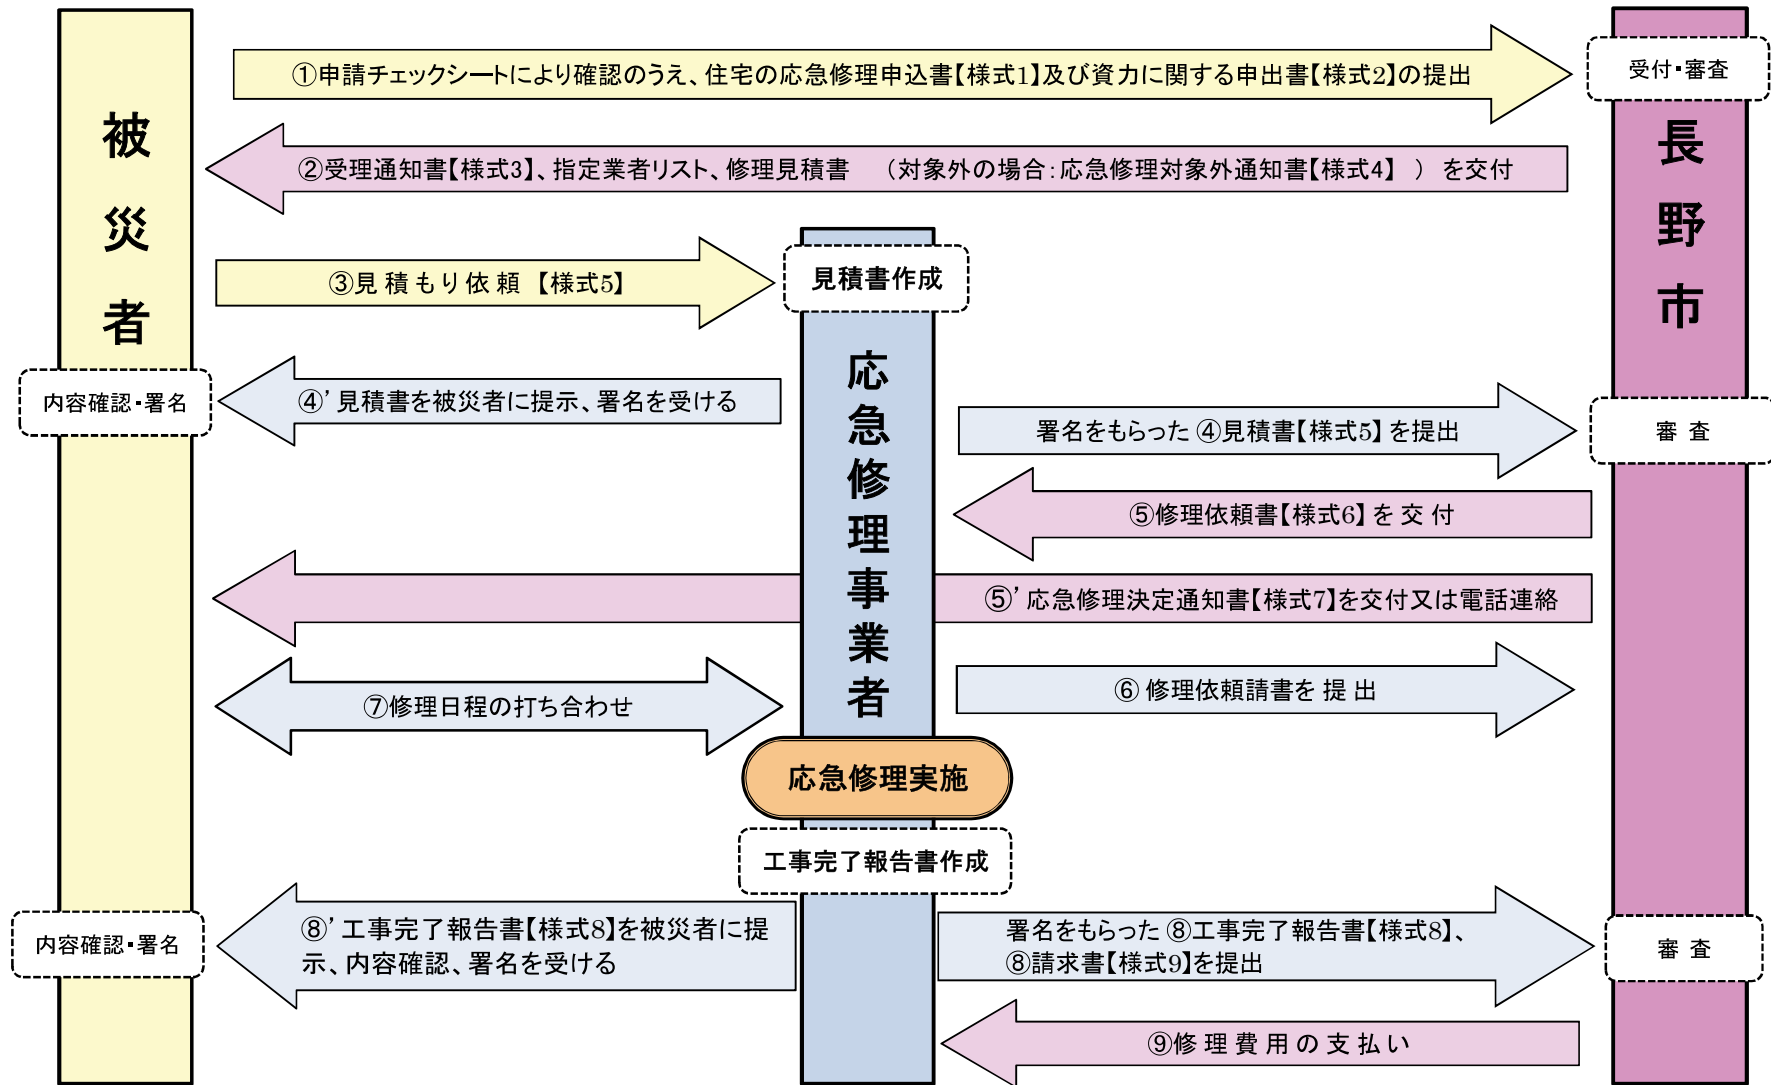 ①申請チェックシートにより確認のうえ、住宅の応急修理申込書【様式1】及び資力に関する申出書【様式2】の提出
受付・審査
被災者
長野市
②受理通知書【様式3】、指定業者リスト、修理見積書　（対象外の場合：応急修理対象外通知書【様式4】　）　を交付
③見積もり依頼　【様式5】
見積書作成
応急修理事業者
内容確認・署名
④’見積書を被災者に提示、署名を受ける
署名をもらった ④見積書【様式5】を提出
審　査
⑤修理依頼書【様式6】を交付
⑤’応急修理決定通知書【様式7】を交付又は電話連絡
⑦修理日程の打ち合わせ
⑥修理依頼請書を提出
応急修理実施
工事完了報告書作成
内容確認・署名
⑧’工事完了報告書【様式8】を被災者に提
示、内容確認、署名を受ける
署名をもらった ⑧工事完了報告書【様式8】、
⑧請求書【様式9】を提出
審　査
⑨修理費用の支払い